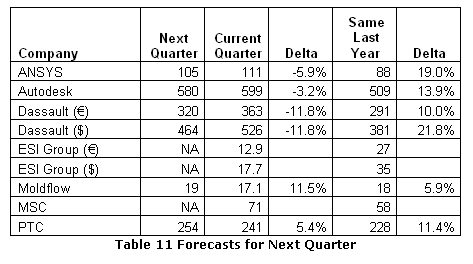 Company Next Quarter Current Quarter Delta Same Last Year Delta
ANSYS 105 111 -5.9% 88 19.0%
Autodesk 580 599 -3.2% 509 13.9%
Dassault (€) 320 363 -11.8% 291 10.0%
Dassault ($) 464 526 -11.8% 381 21.8%
ESI Group (€) NA 12.9 27
ESI Group ($) NA 17.7 35
Moldflow 19 17.1 11.5% 18 5.9%
MSC NA 71 58
PTC 254 241 5.4% 228 11.4%
Table 11 Forecasts for Next Quarter